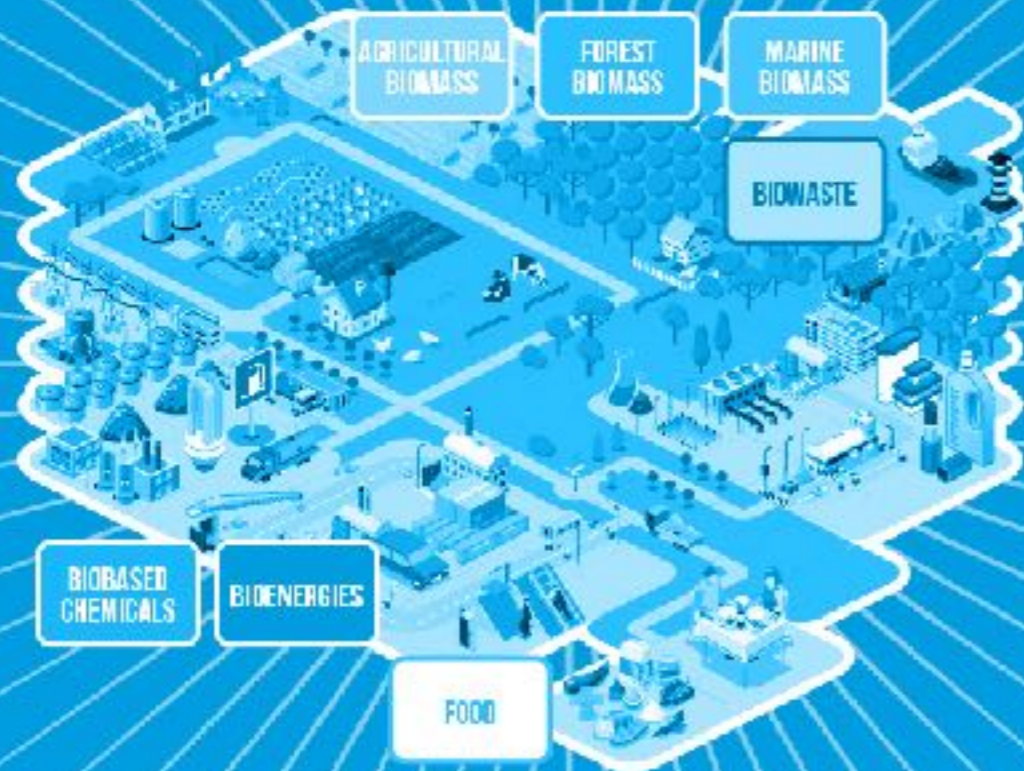 AGRICULTURAL
BIOMASS
FOREST
BIOMASS
MARINE
BIOMASS
BIOWASTE
BIOBASED
CHEMICALS
BIOENERGIES
FOOD